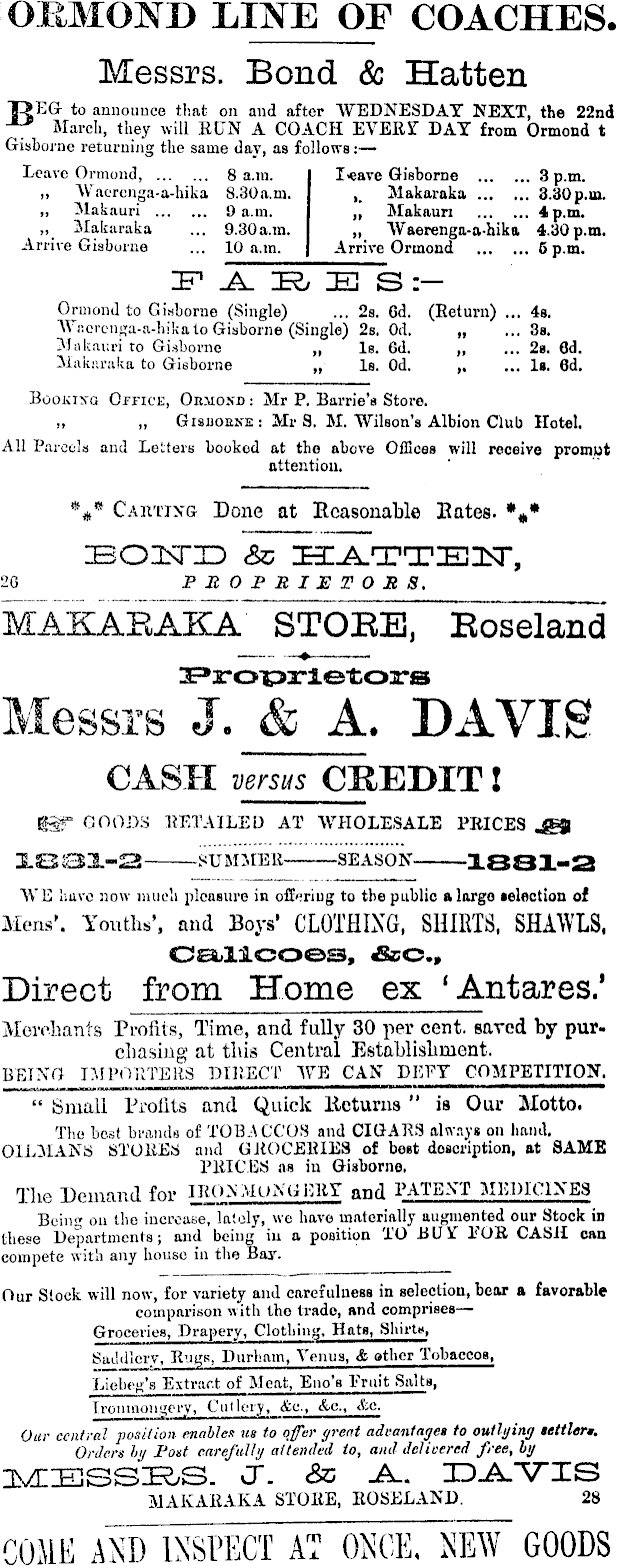 ORMOND LINE OF COACHES.
Messrs. Bond & Hatten
BEG to announce that on and after WEDNESDAY NEXT, the 22nd
March, they will RUN A COACH EVERY DAY from Ormond t
Gisborne returning the same day, as follows:—
Leave Ormond, ... ... 8 a.m.
„ Waerenga-a-hika 8.30 a.m.
„ Makauri ... ... 9 a.m.
„ Makaraka ... 9.30 a.m.
Arrive Gisborne ... 10 a.m.
Leave Gisborne ... ... 3 p.m.
„ Makaraka ... ... 3.30 p.m.
„ Makauri ... ... 4 p.m.
„ Waerenga-a-hika 4.30 p.m.
Arrive Ormond ... ... 5 p.m.
FARES:—
Ormond to Gisborne (Single) ... 2s. 6d. (Return) ... 4s.
Waerenga-a-hika to Gisborne (Single) 2s. 0d. „ ... 3s.
Makauri to Gisborne „ 1s. 6d. „ ... 2s. 6d.
Makaraka to Gisborne „ 1s. 0d. „ ... 1s. 6d.
BOOKING OFFICE, ORMOND: Mr P. Barrie's Store.
„ „ GISBORNE: Mr S. M. Wilson's Albion Club Hotel.
All Parcels and Letters booked at the above Offices will receive prompt
attention.
*** CARTING Done at Reasonable Rates. ***
BOND & HATTEN,
26 PROPRIETORS.
MAKARAKA STORE, Roseland
Proprietors
Messrs J. & A. DAVIS
CASH versus CREDIT!
GOODS RETAILED AT WHOLESALE PRICES
1881-2——SUMMER——SEASON——1881-2
WE have now much pleasure in offering to the public a large selection of
Mens'. Youths', and Boys' CLOTHING, SHIRTS, SHAWLS,
Calicoes, &c.,
Direct from Home ex 'Antares.'
Merchants Profits, Time, and fully 30 per cent. saved by pur-
chasing at this Central Establishment.
BEING IMPORTERS DIRECT WE CAN DEFY COMPETITION.
“ Small Profits and Quick Returns ” is Our Motto.
The best brands of TOBACCOS and CIGARS always on hand.
OILMANS STORES and GROCERIES of best description, at SAME
PRICES as in Gisborne.
The Demand for IRONMONGERY and PATENT MEDICINES
Being on the increase, lately, we have materially augmented our Stock in
these Departments; and being in a position TO BUY FOR CASH can
compete with any house in the Bay.
Our Stock will now, for variety and carefulness in selection, bear a favorable
comparison with the trade, and comprises—
Groceries, Drapery, Clothing, Hats, Shirts,
Saddlery, Rugs, Durham, Venus, & other Tobaccos,
Liebeg's Extract of Meat, Eno's Fruit Salts,
Ironmongery, Cutlery, &c., &c., &c.
Our central position enables us to offer great advantages to outlying settlers.
Orders by Post carefully attended to, and delivered free, by
MESSRS. J. & A. DAVIS
MAKARAKA STORE, ROSELAND. 28
COME AND INSPECT AT ONCE, NEW GOODS